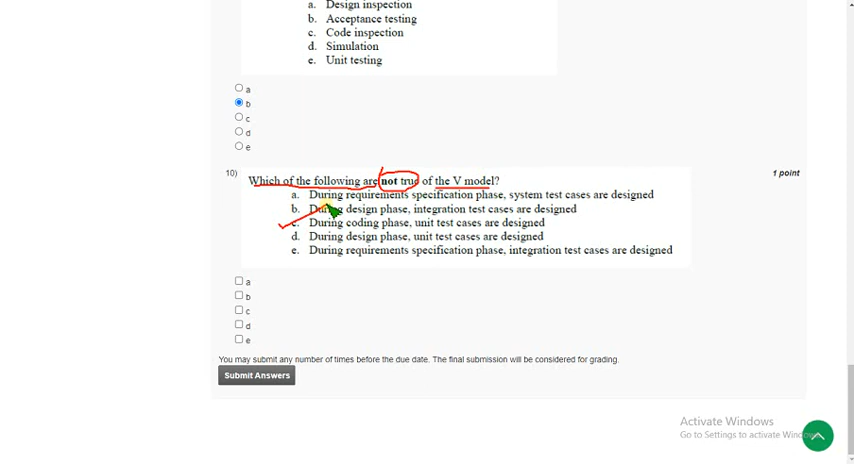 a. Design inspection
b. Acceptance testing
c. Code inspection
d. Simulation
e. Unit testing
a
b
c
d
e
10) Which of the following are not true of the V model? 1 point
a. During requirements specification phase, system test cases are designed
b. During design phase, integration test cases are designed
c. During coding phase, unit test cases are designed
d. During design phase, unit test cases are designed
e. During requirements specification phase, integration test cases are designed
a
b
c
d
e
You may submit any number of times before the due date. The final submission will be considered for grading.
Submit Answers
Activate Windows
Go to Settings to activate Windows